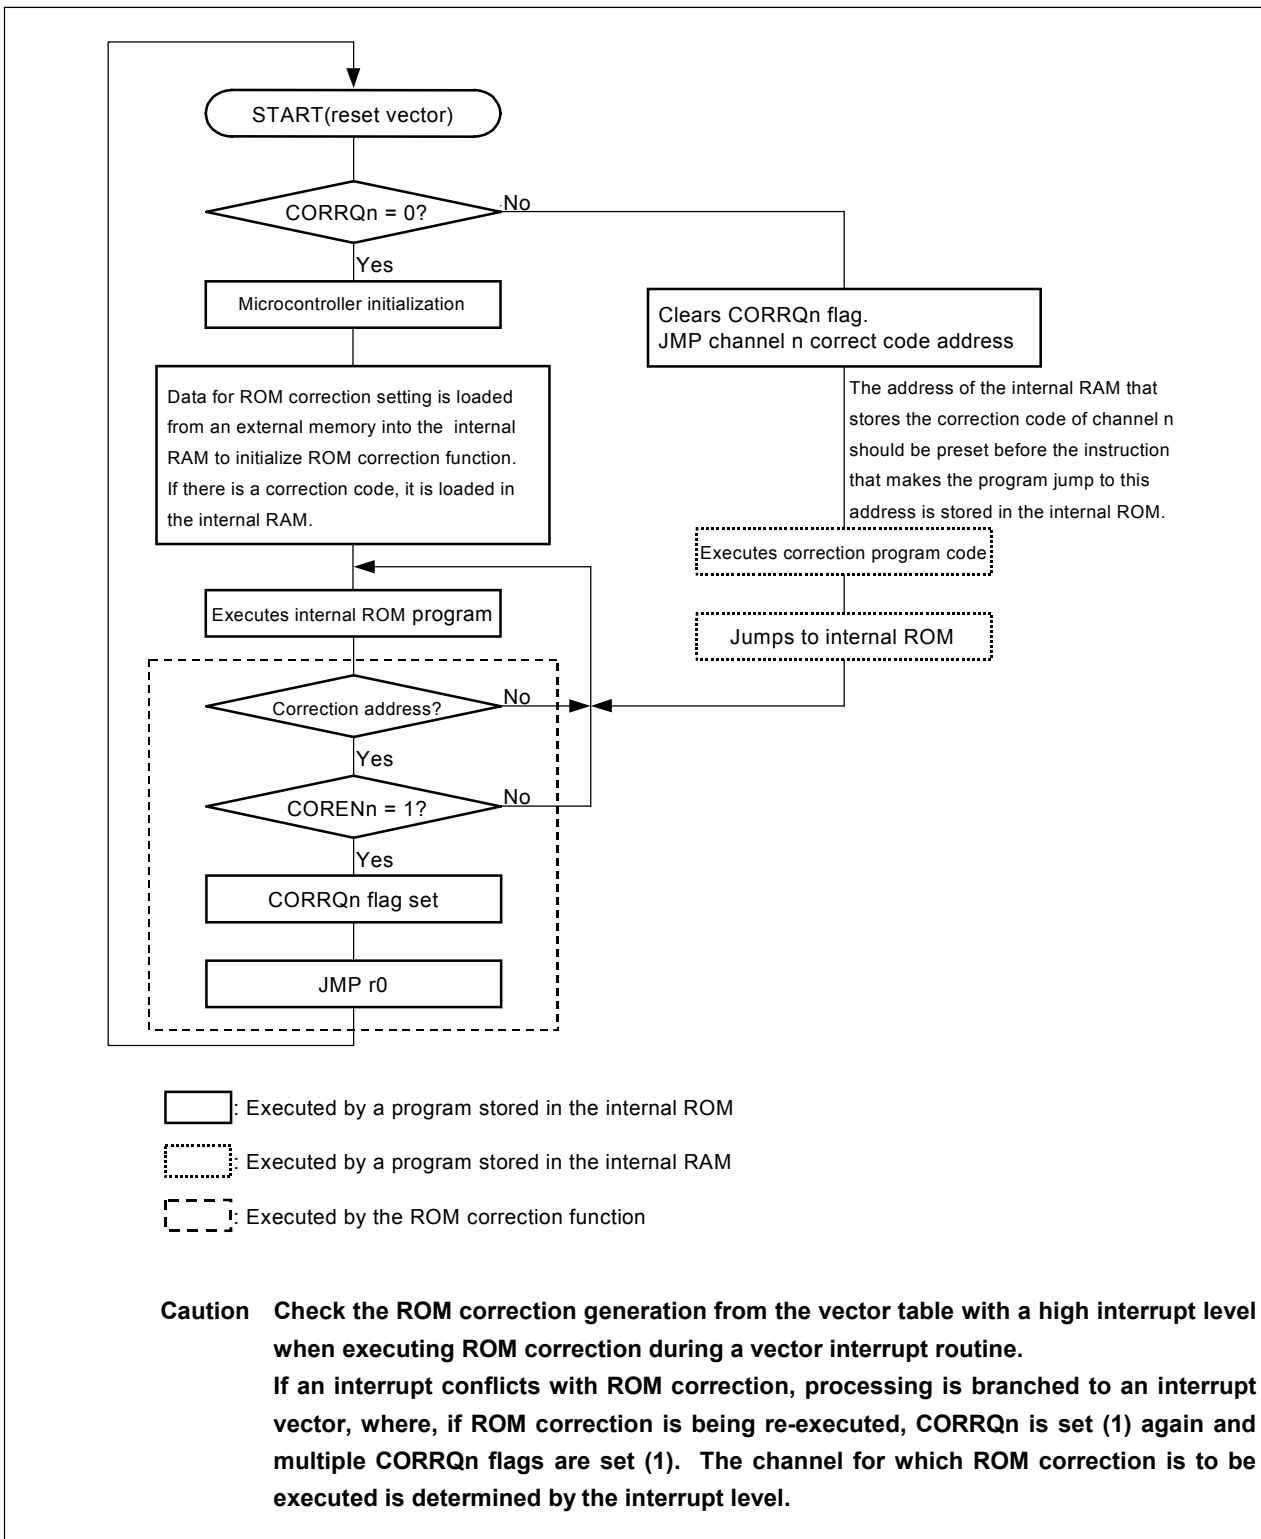 START(reset vector)
CORRQn = 0?
No
Yes
Microcontroller initialization
Clears CORRQn flag.
JMP channel n correct code address
Data for ROM correction setting is loaded
from an external memory into the internal
RAM to initialize ROM correction function.
If there is a correction code, it is loaded in
the internal RAM.
The address of the internal RAM that
stores the correction code of channel n
should be preset before the instruction
that makes the program jump to this
address is stored in the internal ROM.
Executes correction program code
Executes internal ROM program
Jumps to internal ROM
Correction address?
No
Yes
CORENn = 1?
No
Yes
CORRQn flag set
JMP r0
: Executed by a program stored in the internal ROM
: Executed by a program stored in the internal RAM
: Executed by the ROM correction function
Caution Check the ROM correction generation from the vector table with a high interrupt level
when executing ROM correction during a vector interrupt routine.
If an interrupt conflicts with ROM correction, processing is branched to an interrupt
vector, where, if ROM correction is being re-executed, CORRQn is set (1) again and
multiple CORRQn flags are set (1). The channel for which ROM correction is to be
executed is determined by the interrupt level.